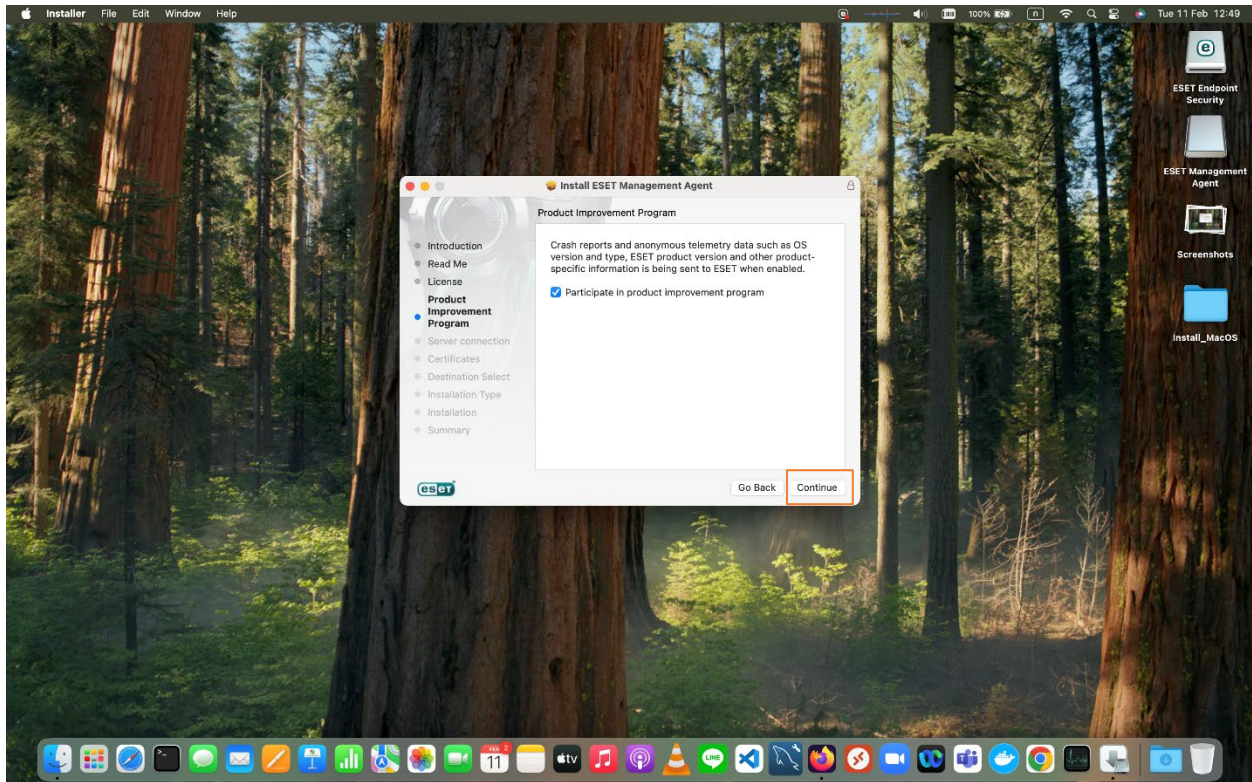 Installer File Edit Window Help
100%
Tue 11 Feb 12:49
ESET Endpoint
Security
ESET Management
Agent
Screenshots
Install_MacOS
Install ESET Management Agent
Product Improvement Program
Introduction
Read Me
License
Product
Improvement
Program
Server connection
Certificates
Destination Select
Installation Type
Installation
Summary
Crash reports and anonymous telemetry data such as OS
version and type, ESET product version and other product-
specific information is being sent to ESET when enabled.
Participate in product improvement program
eseT
Go Back Continue
11
tv
LINE